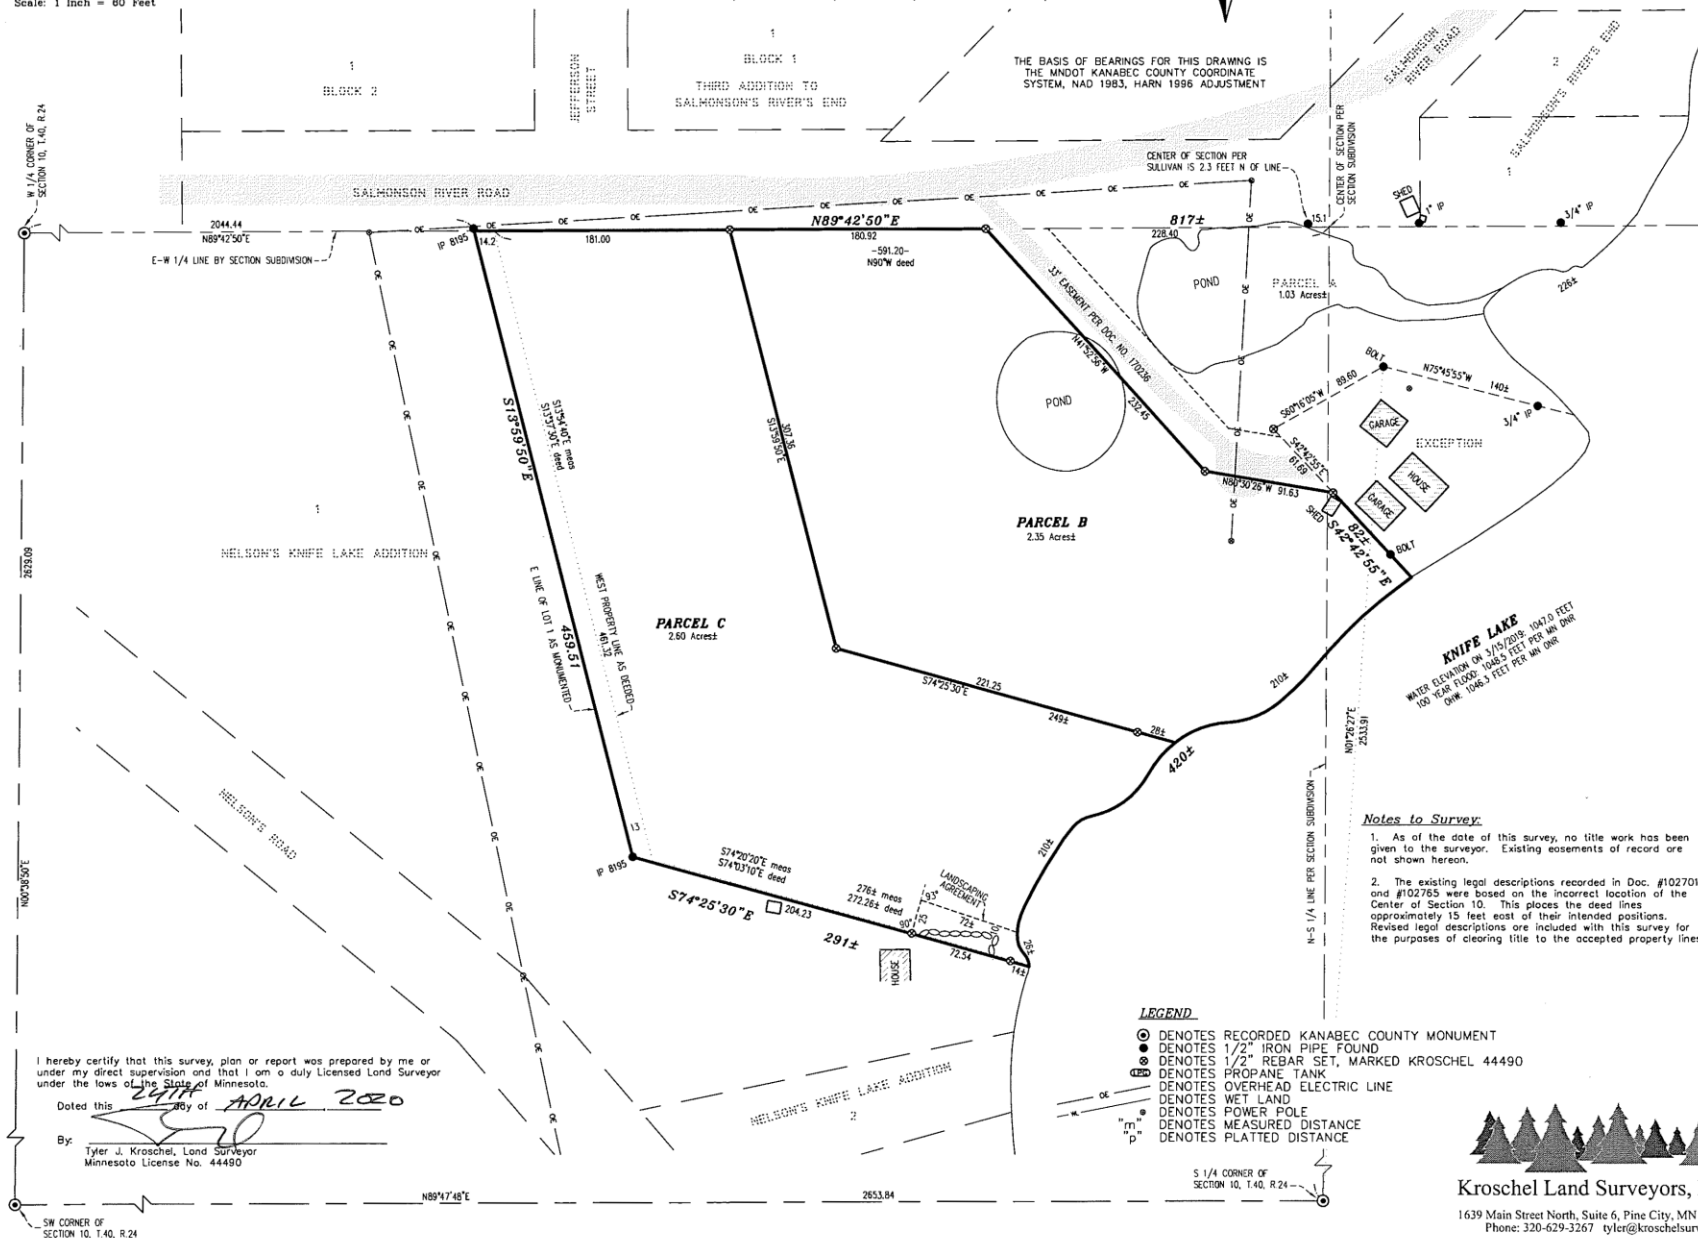 Scale: 1 Inch = 60 Feet
1
BLOCK 2
JEFFERSON
STREET
1
BLOCK 1
THIRD ADDITION TO
SALMONSON'S RIVER'S END
THE BASIS OF BEARINGS FOR THIS DRAWING IS
THE MNDOT KANABEC COUNTY COORDINATE
SYSTEM, NAD 1983, HARN 1996 ADJUSTMENT
SALMONSON
RIVER ROAD
2
SALMONSON'S RIVER'S END
1
W 1/4 CORNER OF
SECTION 10, T.40, R.24
CENTER OF SECTION PER
SULLIVAN IS 2.3 FEET N OF LINE
CENTER OF SECTION PER
SECTION SUBDIVISION
SALMONSON RIVER ROAD
SHED
1" IP
3/4" IP
2044.44
N89°42'50"E
E-W 1/4 LINE BY SECTION SUBDIVISION
IP 8195
14.2
181.00
N89°42'50"E
180.92
-591.20-
N90°W deed
817±
228.40
15.1
226±
POND
PARCEL A
1.03 Acres±
33' EASEMENT PER DOC. NO. 170236
N41°52'56"W
232.45
POND
BOLT
N75°45'55"W
140±
3/4" IP
S60°16'05"W
89.60
GARAGE
EXCEPTION
S42°42'55"E
61.69
HOUSE
GARAGE
N80°30'26"W 91.63
SHED
82±
S42°42'55"E
BOLT
S13°59'50"E
S13°54'40"E meas
S13°37'30"E deed
307.36
S13°59'50"E
1
NELSON'S KNIFE LAKE ADDITION
PARCEL B
2.35 Acres±
PARCEL C
2.60 Acres±
E LINE OF LOT 1 AS MONUMENTED
459.51
WEST PROPERTY LINE AS DEEDED
461.32
2629.09
N00°38'50"E
KNIFE LAKE
WATER ELEVATION ON 3/15/2019: 1047.0 FEET
100 YEAR FLOOD: 1048.5 FEET PER MN DNR
OHW: 1046.3 FEET PER MN DNR
221.25
S74°25'30"E
249±
28±
210±
420±
N01°26'27"E
2533.91
N-S 1/4 LINE PER SECTION SUBDIVISION
NELSON'S ROAD
13
IP 8195
S74°20'20"E meas
S74°03'10"E deed
S74°25'30"E
204.23
291±
276± meas
272.26± deed
LANDSCAPING
AGREEMENT
93°
72±
25
90°
72.54
14±
26±
210±
HOUSE
Notes to Survey:
1. As of the date of this survey, no title work has been
given to the surveyor. Existing easements of record are
not shown hereon.
2. The existing legal descriptions recorded in Doc. #102701
and #102765 were based on the incorrect location of the
Center of Section 10. This places the deed lines
approximately 15 feet east of their intended positions.
Revised legal descriptions are included with this survey for
the purposes of clearing title to the accepted property lines
LEGEND
DENOTES RECORDED KANABEC COUNTY MONUMENT
DENOTES 1/2" IRON PIPE FOUND
DENOTES 1/2" REBAR SET, MARKED KROSCHEL 44490
LPG DENOTES PROPANE TANK
OE DENOTES OVERHEAD ELECTRIC LINE
WL DENOTES WET LAND
DENOTES POWER POLE
"m" DENOTES MEASURED DISTANCE
"p" DENOTES PLATTED DISTANCE
NELSON'S KNIFE LAKE ADDITION
2
I hereby certify that this survey, plan or report was prepared by me or
under my direct supervision and that I am a duly Licensed Land Surveyor
under the laws of the State of Minnesota.
Dated this 24TH day of APRIL 2020
By:
Tyler J. Kroschel, Land Surveyor
Minnesota License No. 44490
SW CORNER OF
SECTION 10, T.40, R.24
N89°47'48"E
2653.84
S 1/4 CORNER OF
SECTION 10, T.40, R.24
Kroschel Land Surveyors,
1639 Main Street North, Suite 6, Pine City, MN
Phone: 320-629-3267 tyler@kroschelsur